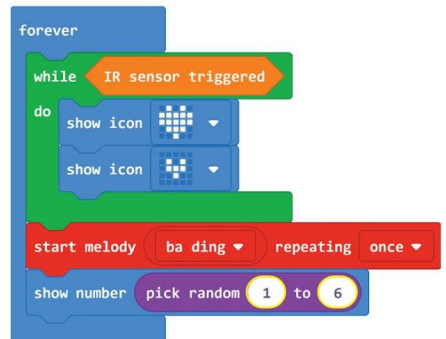 forever
while IR sensor triggered
do
show icon
show icon
start melody ba ding repeating once
show number pick random 1 to 6